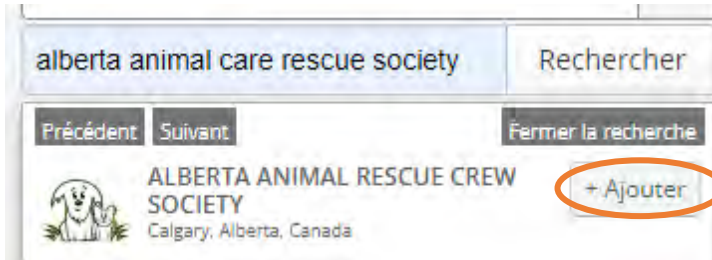 alberta animal care rescue society Rechercher
Précédent Suivant Fermer la recherche
ALBERTA ANIMAL RESCUE CREW + Ajouter
SOCIETY
Calgary, Alberta, Canada